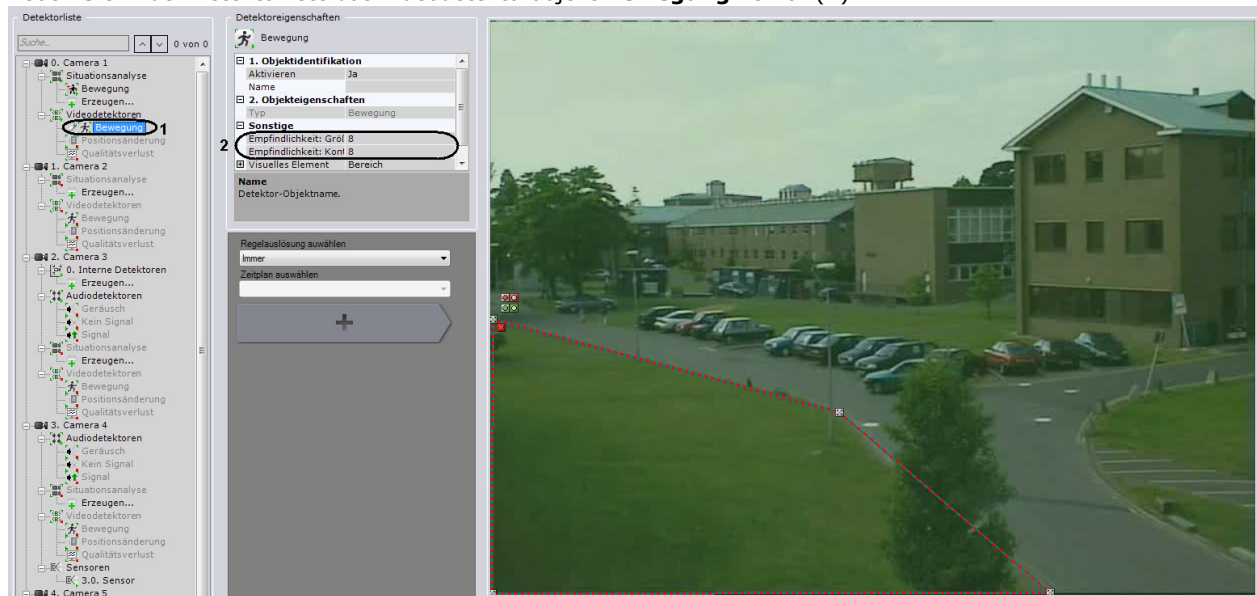 Detektorliste
Suche...
0 von 0
0. Camera 1
Situationsanalyse
Bewegung
Erzeugen...
Videodetektoren
Bewegung
1
Positionsänderung
Qualitätsverlust
1. Camera 2
Situationsanalyse
Erzeugen...
Videodetektoren
Bewegung
Positionsänderung
Qualitätsverlust
2. Camera 3
0. Interne Detektoren
Erzeugen...
Audiodetektoren
Geräusch
Kein Signal
Signal
Situationsanalyse
Erzeugen...
Videodetektoren
Bewegung
Positionsänderung
Qualitätsverlust
3. Camera 4
Audiodetektoren
Geräusch
Kein Signal
Signal
Situationsanalyse
Erzeugen...
Videodetektoren
Bewegung
Positionsänderung
Qualitätsverlust
Sensoren
3.0. Sensor
4. Camera 5
Detektoreigenschaften
Bewegung
1. Objektidentifikation
Aktivieren Ja
Name
2. Objekteigenschaften
Typ Bewegung
Sonstige
2
Empfindlichkeit: Größ 8
Empfindlichkeit: Kont 8
Visuelles Element Bereich
Name
Detektor-Objektname.
Regelauslösung auwählen
Immer
Zeitplan auswählen